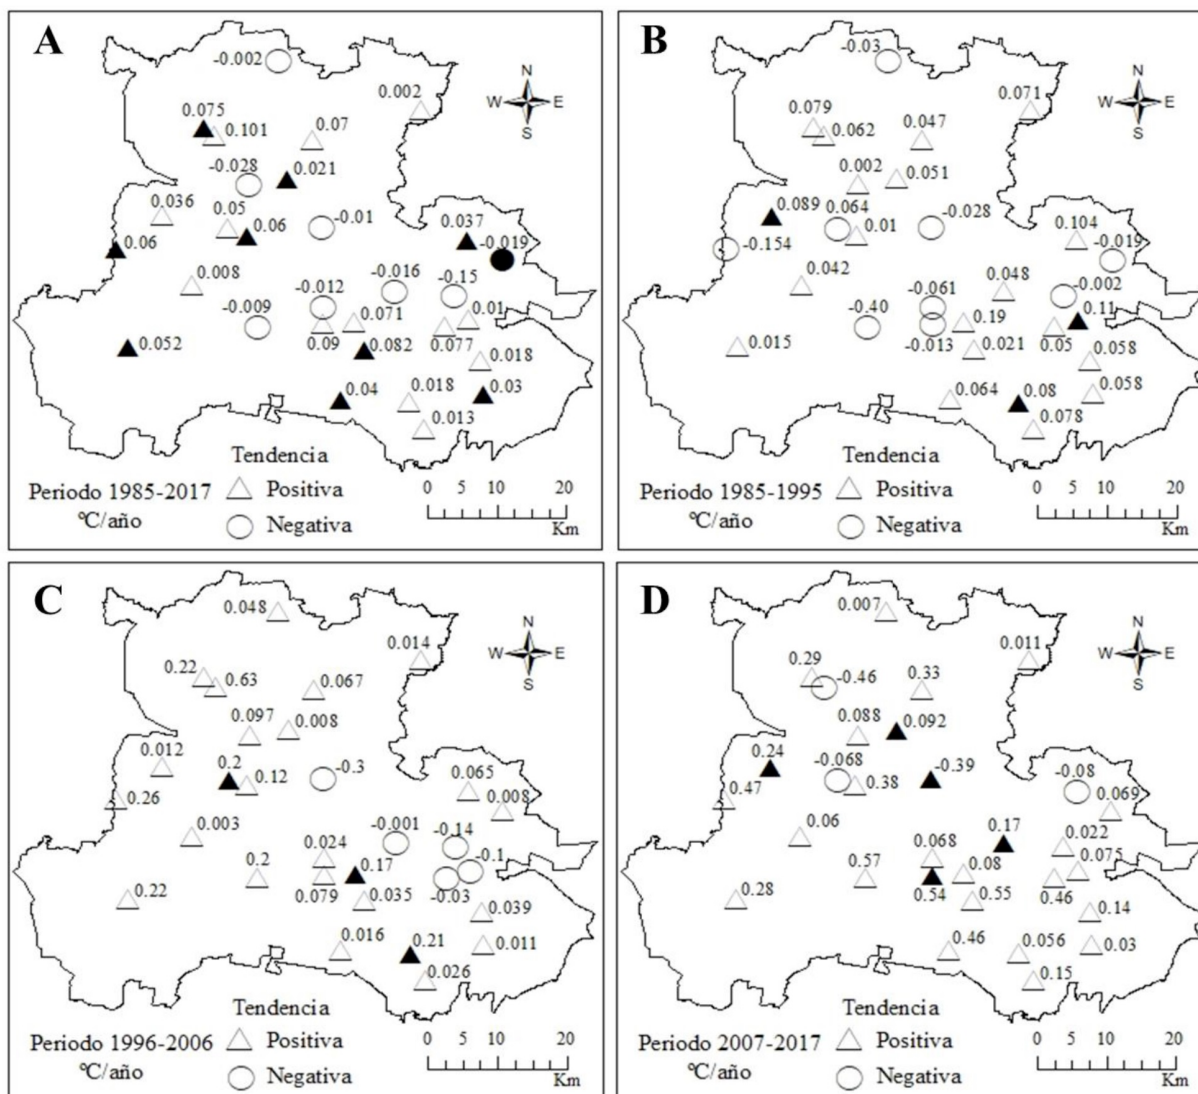 A
-0.002
N
W E
S
0.002
0.075
0.101
0.07
-0.028
0.021
0.036
0.05
0.06
-0.01
0.037
0.06
-0.019
0.008
-0.016
-0.15
-0.012
-0.009
0.071
0.01
0.09
0.077
0.052
0.082
0.018
0.04
0.018
0.03
0.013
Tendencia
Periodo 1985-2017
Positiva
°C/año
Negativa
0 5 10 20
Km
B
-0.03
N
W E
S
0.071
0.079
0.062
0.047
0.002
0.051
0.089
0.064
0.01
-0.028
0.104
-0.154
-0.019
0.042
0.048
-0.002
-0.061
-0.40
0.19
0.11
-0.013
0.05
0.015
0.021
0.058
0.064
0.08
0.058
0.078
Tendencia
Periodo 1985-1995
Positiva
°C/año
Negativa
0 5 10 20
Km
C
0.048
N
W E
S
0.014
0.22
0.63
0.067
0.097
0.008
0.012
0.2
0.12
-0.3
0.065
0.26
0.008
0.003
-0.001
-0.14
0.024
0.2
0.17
-0.1
0.079
-0.03
0.22
0.035
0.039
0.016
0.21
0.011
0.026
Tendencia
Periodo 1996-2006
Positiva
°C/año
Negativa
0 5 10 20
Km
D
0.007
N
W E
S
0.011
0.29
-0.46
0.33
0.088
0.092
0.24
-0.068
0.38
-0.39
-0.08
0.47
0.069
0.06
0.17
0.022
0.068
0.57
0.08
0.075
0.54
0.46
0.28
0.55
0.14
0.46
0.056
0.03
0.15
Tendencia
Periodo 2007-2017
Positiva
°C/año
Negativa
0 5 10 20
Km